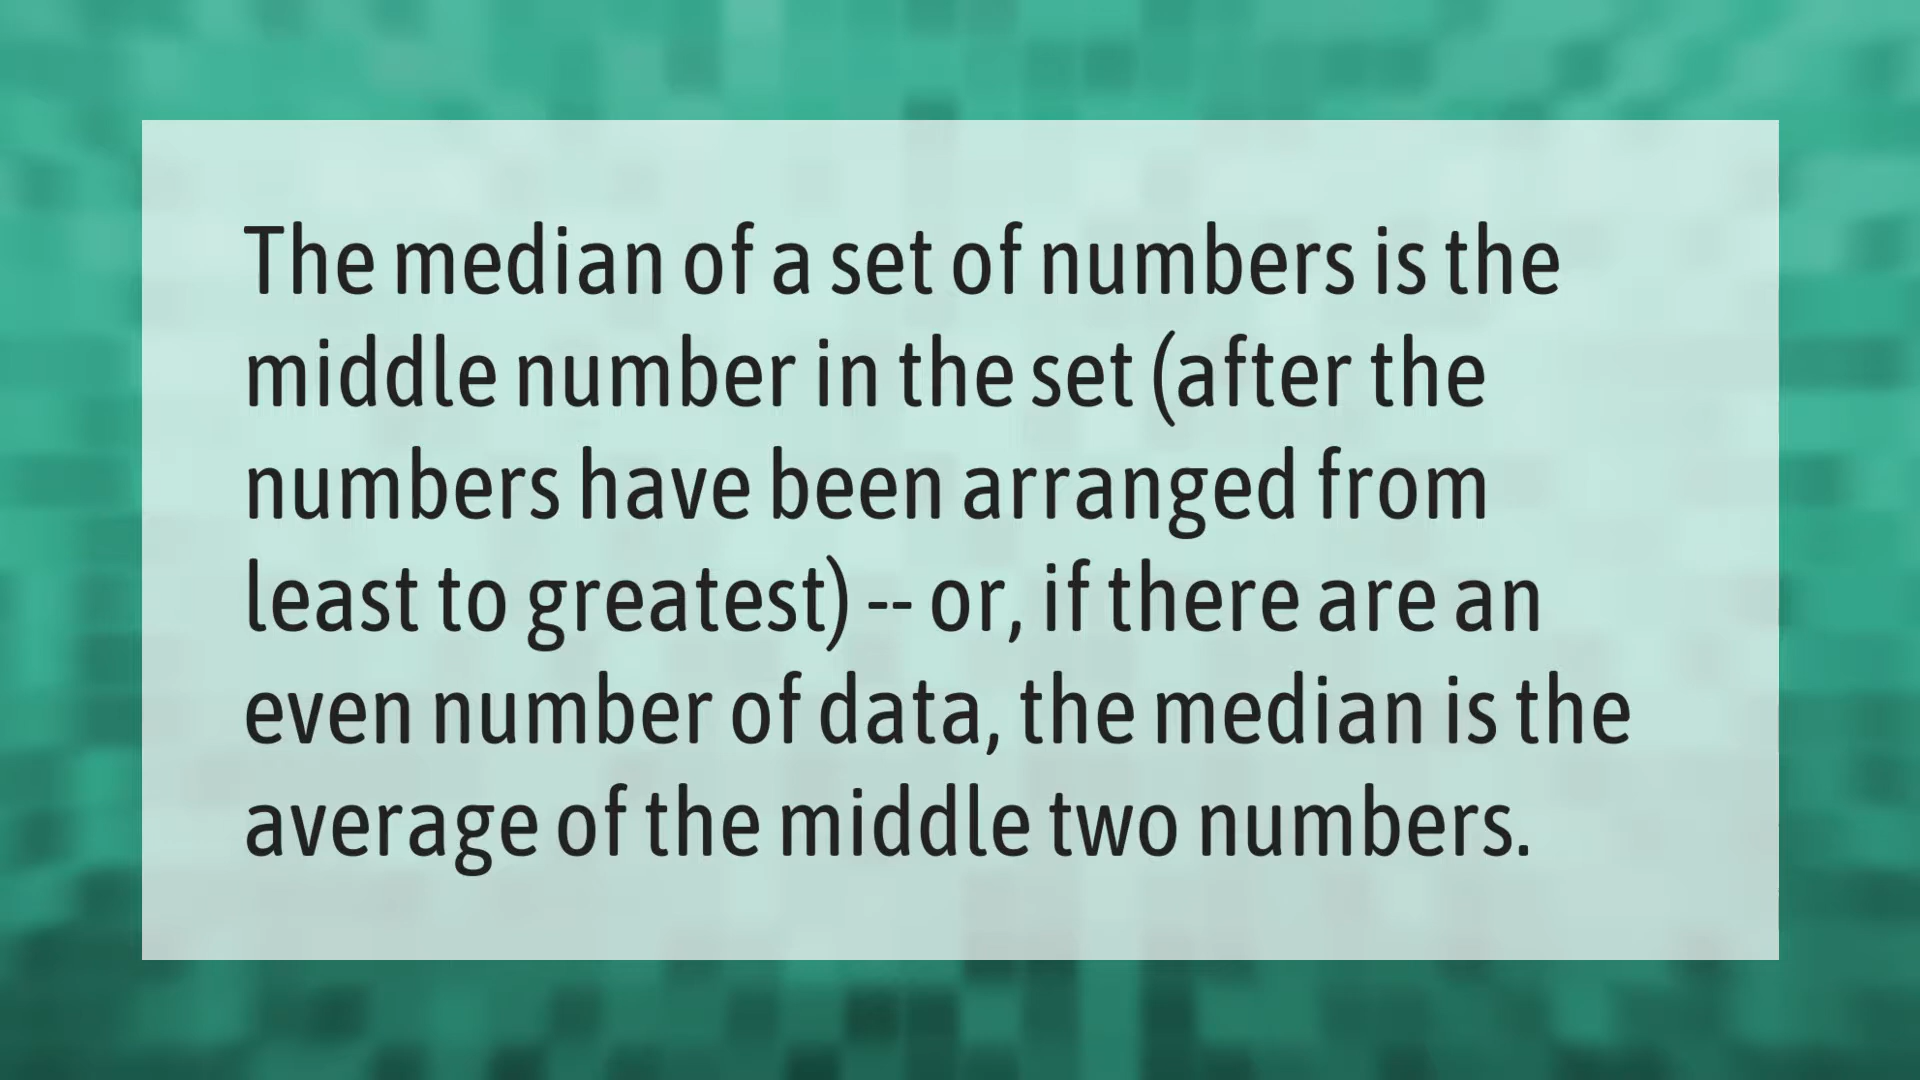 The median of a set of numbers is the
middle number in the set (after the
numbers have been arranged from
least to greatest) -- or, if there are an
even number of data, the median is the
average of the middle two numbers.